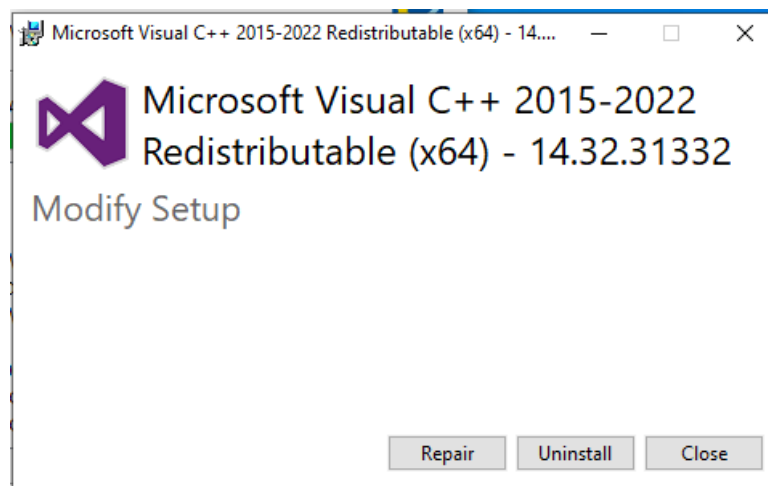 Microsoft Visual C++ 2015-2022 Redistributable (x64) - 14....
Microsoft Visual C++ 2015-2022
Redistributable (x64) - 14.32.31332
Modify Setup
Repair
Uninstall
Close